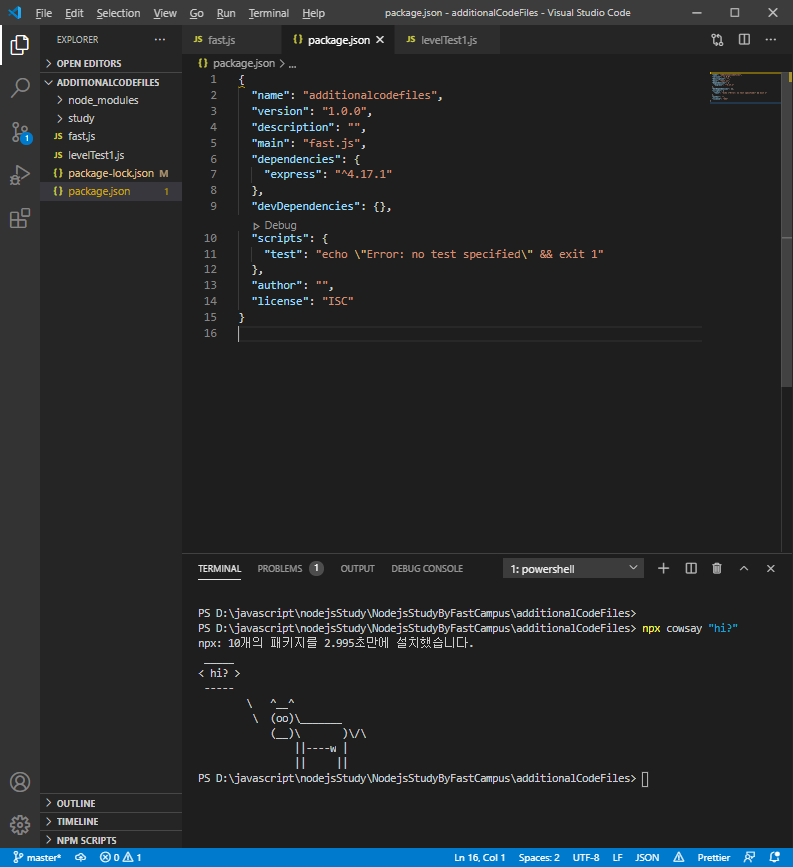 File Edit Selection View Go Run Terminal Help package.json - additionalCodeFiles - Visual Studio Code
EXPLORER
OPEN EDITORS
ADDITIONALCODEFILES
node_modules
study
JS fast.js
JS levelTest1.js
{} package-lock.json M
{} package.json 1
1
OUTLINE
TIMELINE
NPM SCRIPTS
JS fast.js {} package.json JS levelTest1.js
{} package.json > ...
1 {
2 "name": "additionalcodefiles",
3 "version": "1.0.0",
4 "description": "",
5 "main": "fast.js",
6 "dependencies": {
7 "express": "^4.17.1"
8 },
9 "devDependencies": {},
Debug
10 "scripts": {
11 "test": "echo \"Error: no test specified\" && exit 1"
12 },
13 "author": "",
14 "license": "ISC"
15 }
16
TERMINAL PROBLEMS 1 OUTPUT DEBUG CONSOLE 1: powershell
PS D:\javascript\nodejsStudy\NodejsStudyByFastCampus\additionalCodeFiles>
PS D:\javascript\nodejsStudy\NodejsStudyByFastCampus\additionalCodeFiles> npx cowsay "hi?"
npx: 10개의 패키지를 2.995초만에 설치했습니다.
 _____
< hi? >
 -----
        \   ^__^
         \  (oo)\_______
            (__)\       )\/\
                ||----w |
                ||     ||
PS D:\javascript\nodejsStudy\NodejsStudyByFastCampus\additionalCodeFiles>
master* 0 1 Ln 16, Col 1 Spaces: 2 UTF-8 LF JSON Prettier